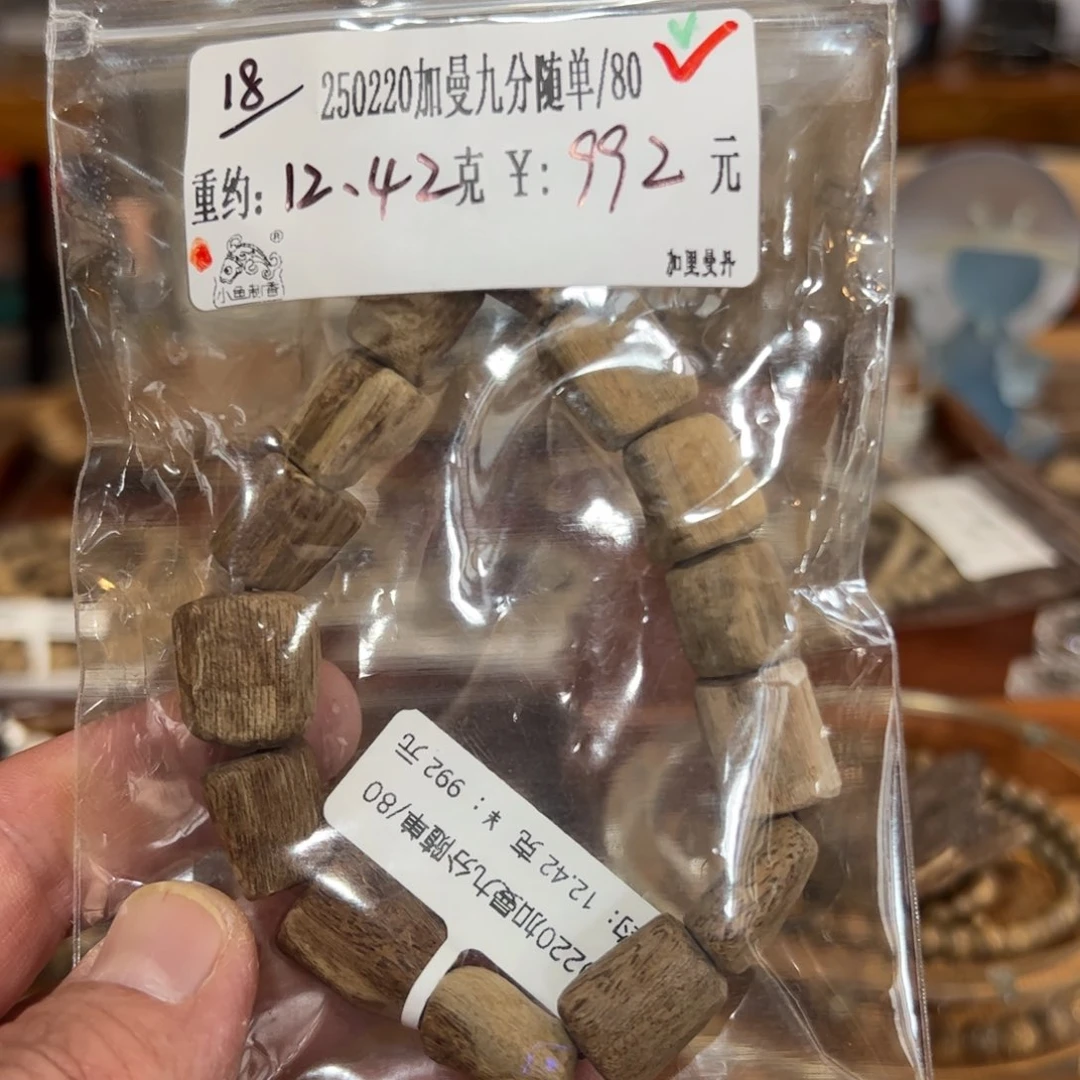 18
250220加曼九分随单/80
重约: 12.42克 ¥: 992 元
小鱼制香
®
加里曼丹
992 元
¥:
12.42 克
0220加曼九分随单/80